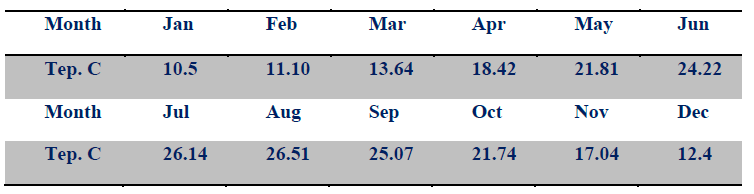 Month Jan Feb Mar Apr May Jun
Tep. C 10.5 11.10 13.64 18.42 21.81 24.22
Month Jul Aug Sep Oct Nov Dec
Tep. C 26.14 26.51 25.07 21.74 17.04 12.4